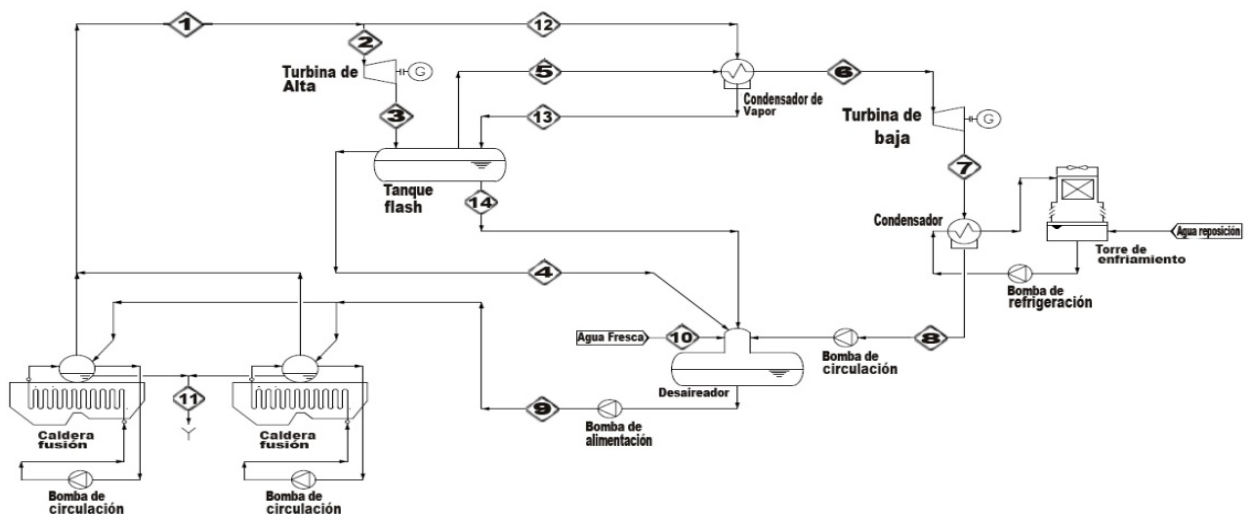 1
12
2
Turbina de
Alta
G
5
6
Condensador de
Vapor
3
13
Turbina de
baja
G
Tanque
flash
14
7
Condensador
Agua reposición
Torre de
enfriamiento
Bomba de
refrigeración
4
Agua Fresca
10
8
Bomba de
circulación
Desaireador
9
Bomba de
alimentación
11
Caldera
fusión
Caldera
fusión
Bomba de
circulación
Bomba de
circulación